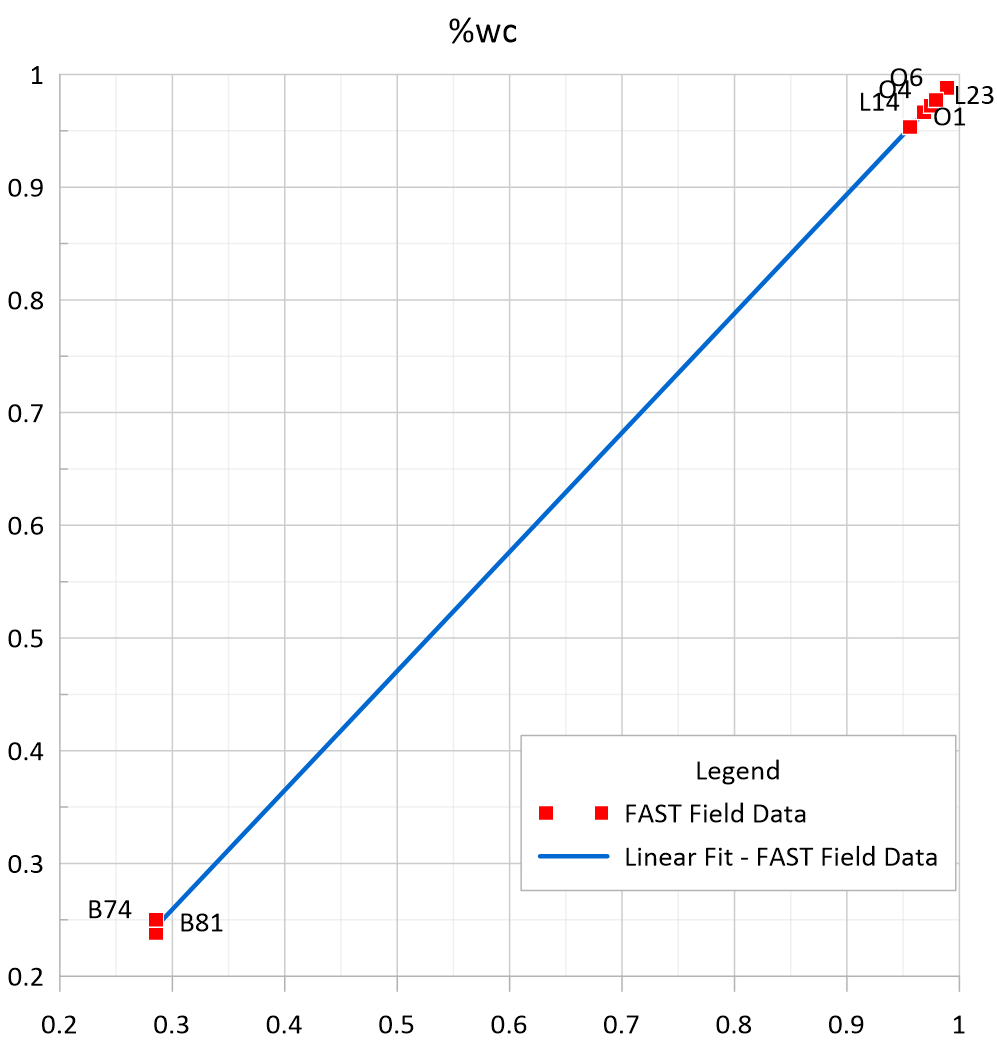 %wc
1
O6
O4
L23
L14
O1
0.9
0.8
0.7
0.6
0.5
0.4
Legend
FAST Field Data
Linear Fit - FAST Field Data
0.3
B74
B81
0.2
0.2 0.3 0.4 0.5 0.6 0.7 0.8 0.9 1